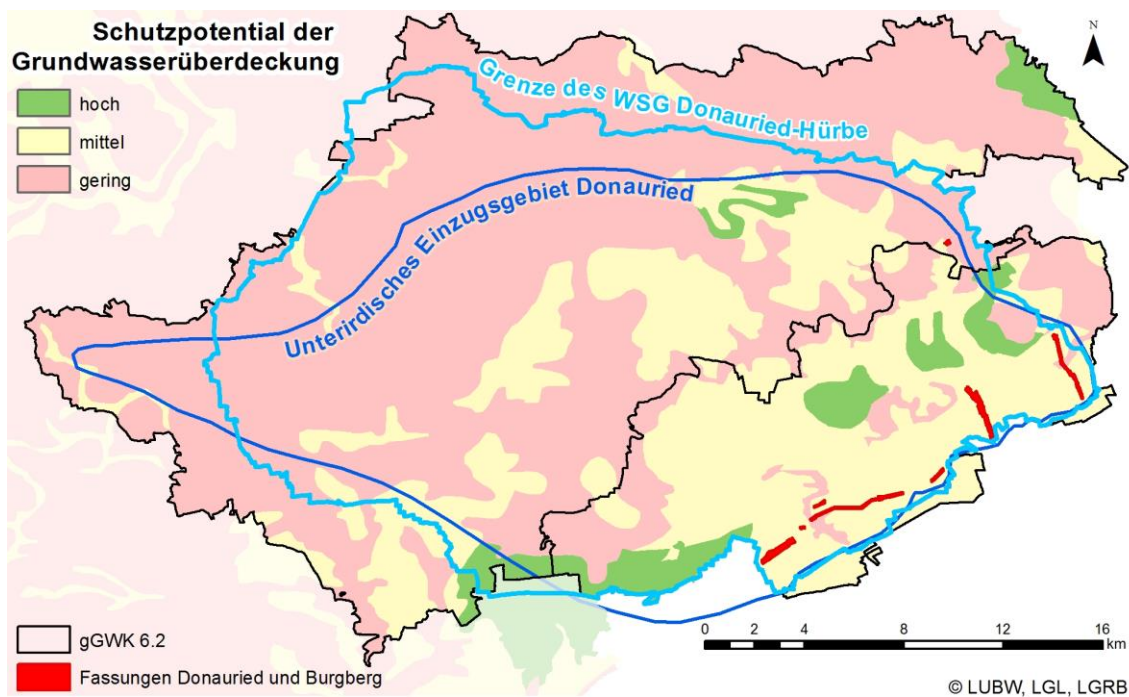 Schutzpotential der
Grundwasserüberdeckung
hoch
mittel
gering
N
Grenze des WSG Donauried-Hürbe
Unterirdisches Einzugsgebiet Donauried
gGWK 6.2
Fassungen Donauried und Burgberg
0 2 4 8 12 16
km
© LUBW, LGL, LGRB